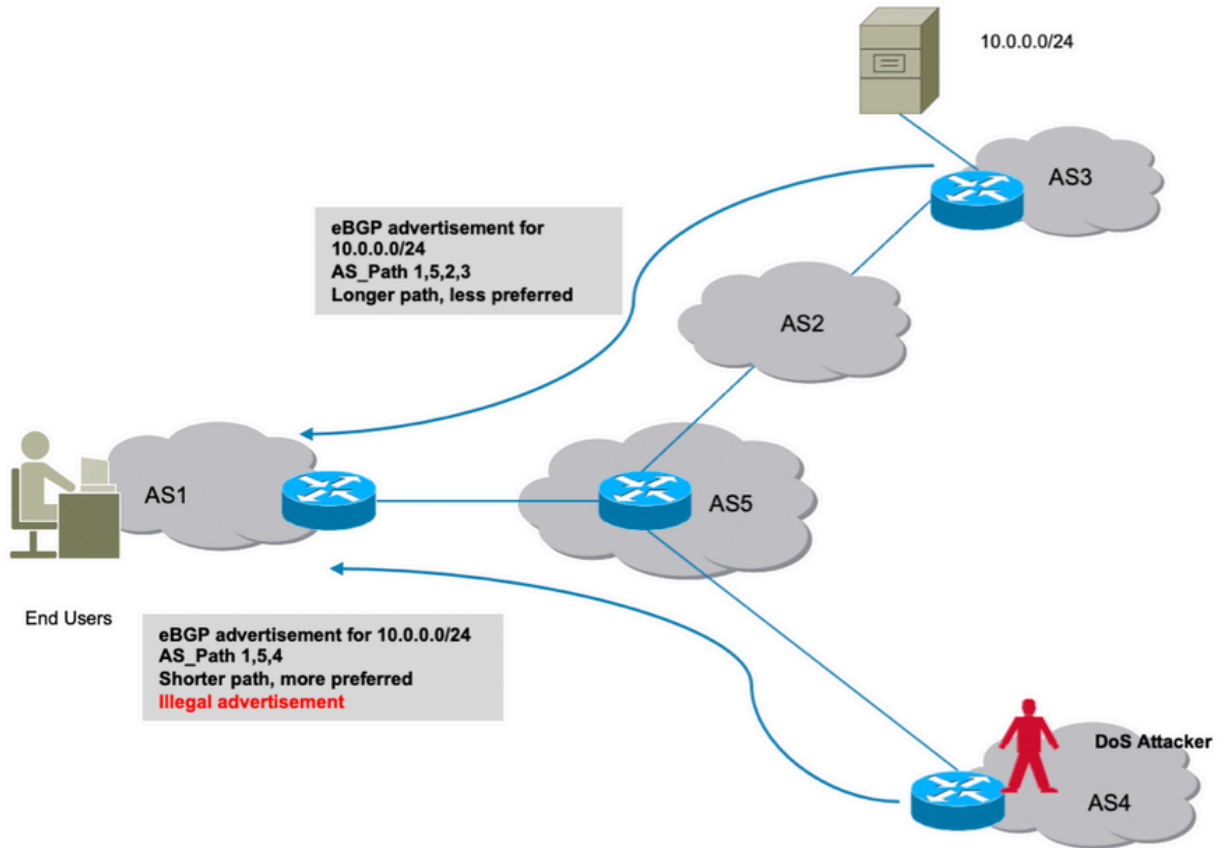 10.0.0.0/24
AS3
eBGP advertisement for
10.0.0.0/24
AS_Path 1,5,2,3
Longer path, less preferred
AS2
AS1
AS5
End Users
eBGP advertisement for 10.0.0.0/24
AS_Path 1,5,4
Shorter path, more preferred
Illegal advertisement
DoS Attacker
AS4